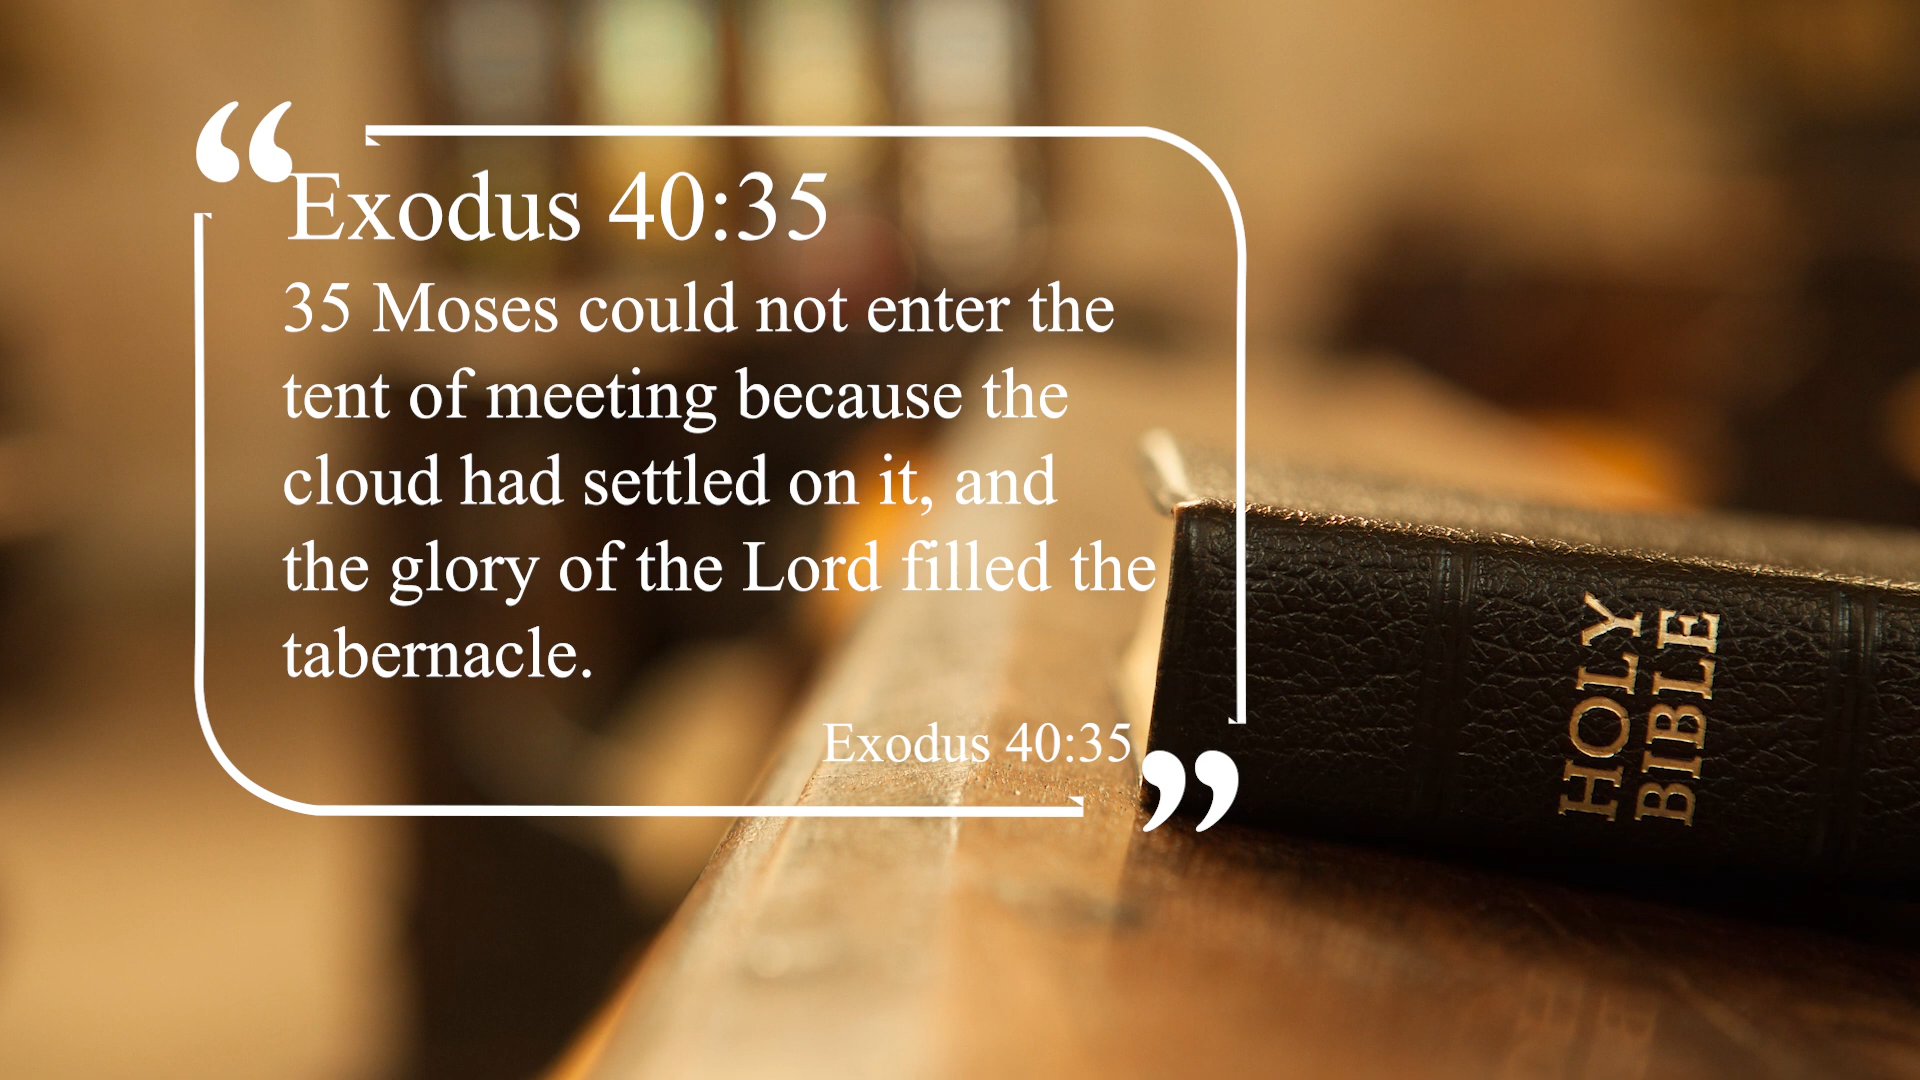 Exodus 40:35
35 Moses could not enter the
tent of meeting because the
cloud had settled on it, and
the glory of the Lord filled the
tabernacle.
Exodus 40:35
HOLY
BIBLE